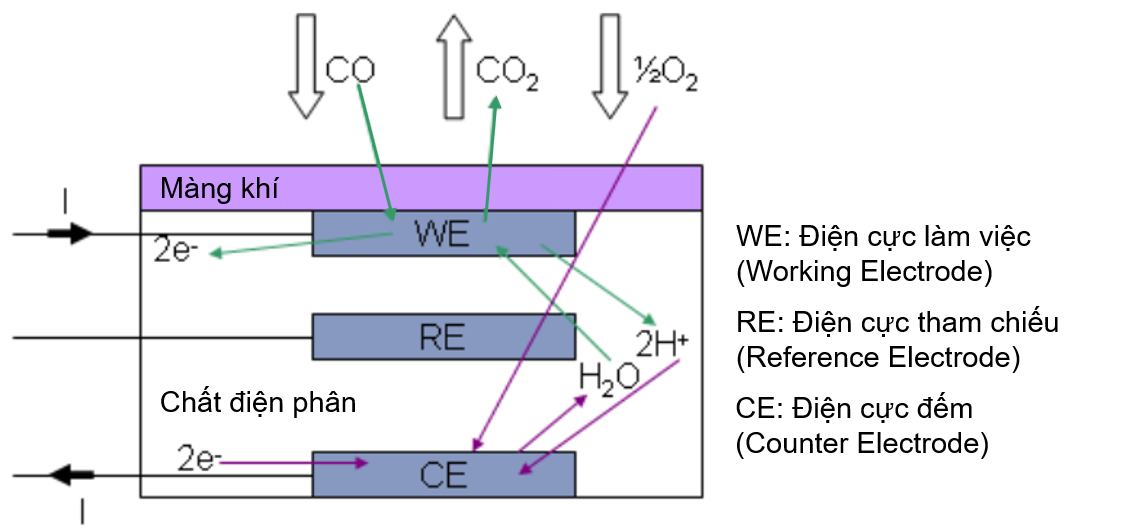 CO
CO₂
½O₂
Màng khí
I
WE
2e⁻
WE: Điện cực làm việc
(Working Electrode)
RE
2H⁺
RE: Điện cực tham chiếu
(Reference Electrode)
H₂O
Chất điện phân
CE: Điện cực đếm
(Counter Electrode)
2e⁻
CE
I